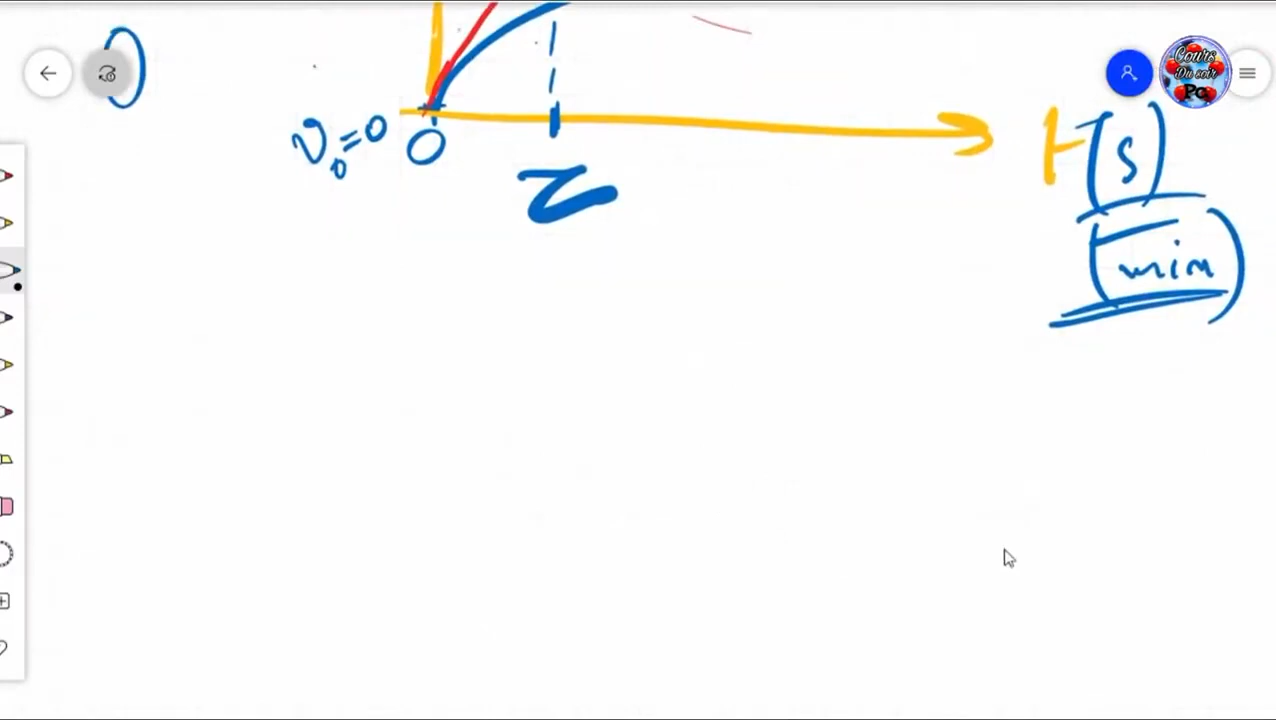 Cours
Du soir
Pc
v₀=0
0
τ
t(s)
(min)